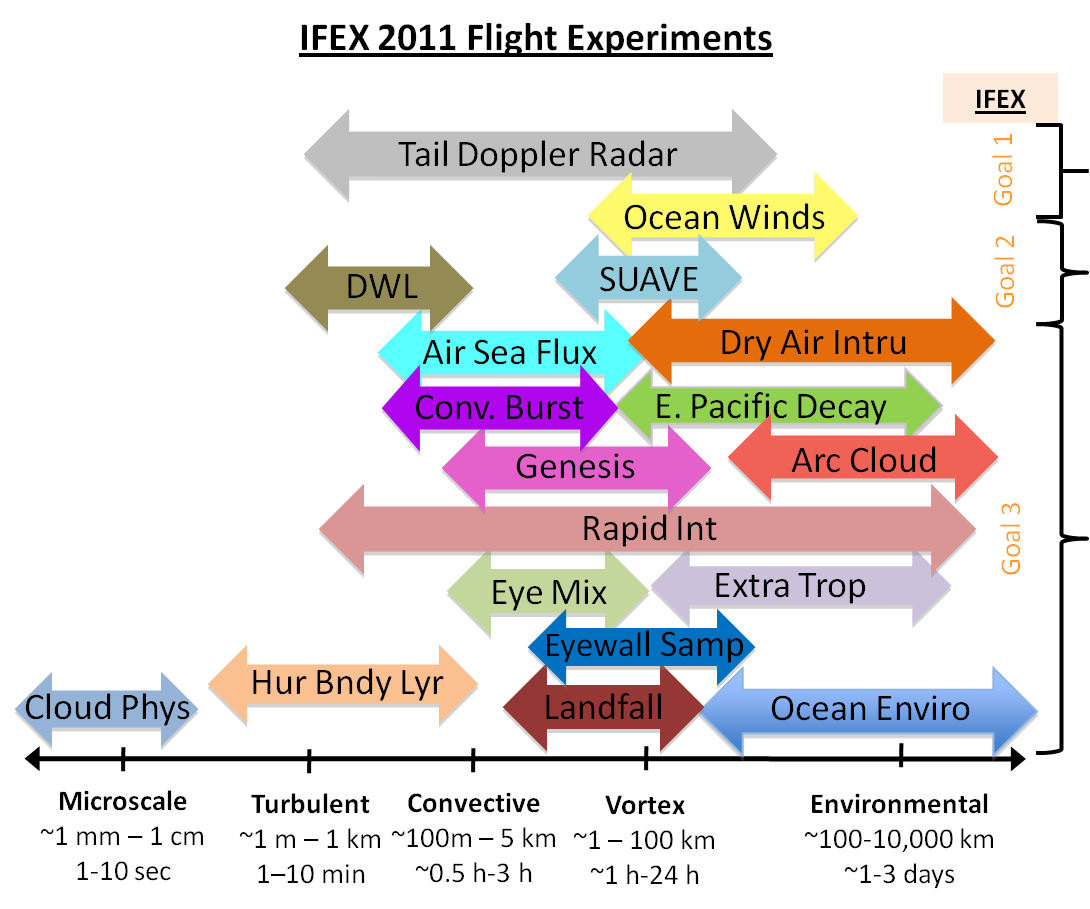 IFEX 2011 Flight Experiments
IFEX
Tail Doppler Radar
Goal 1
Ocean Winds
DWL
SUAVE
Goal 2
Air Sea Flux
Dry Air Intru
Conv. Burst
E. Pacific Decay
Genesis
Arc Cloud
Rapid Int
Goal 3
Eye Mix
Extra Trop
Eyewall Samp
Hur Bndy Lyr
Cloud Phys
Landfall
Ocean Enviro
Microscale
~1 mm – 1 cm
1-10 sec
Turbulent
~1 m – 1 km
1–10 min
Convective
~100m – 5 km
~0.5 h-3 h
Vortex
~1 – 100 km
~1 h-24 h
Environmental
~100-10,000 km
~1-3 days